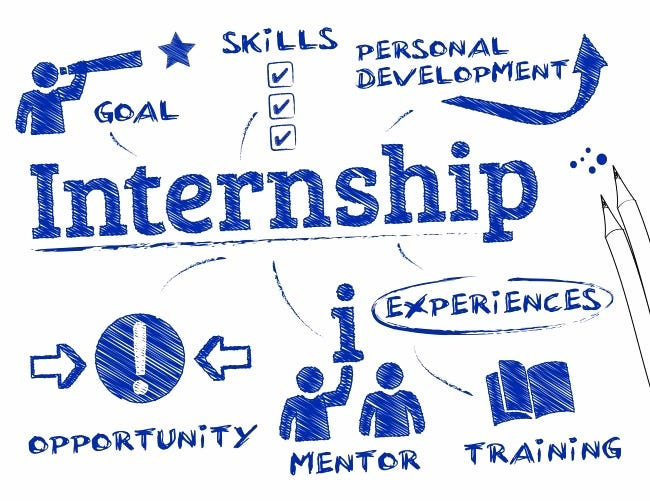 SKiLLS
PERSONAL
DEVELOPMENT
GOAL
Internship
EXPERiENCES
i
!
OPPORTUNiTY
MENTOR
TRAiNiNG